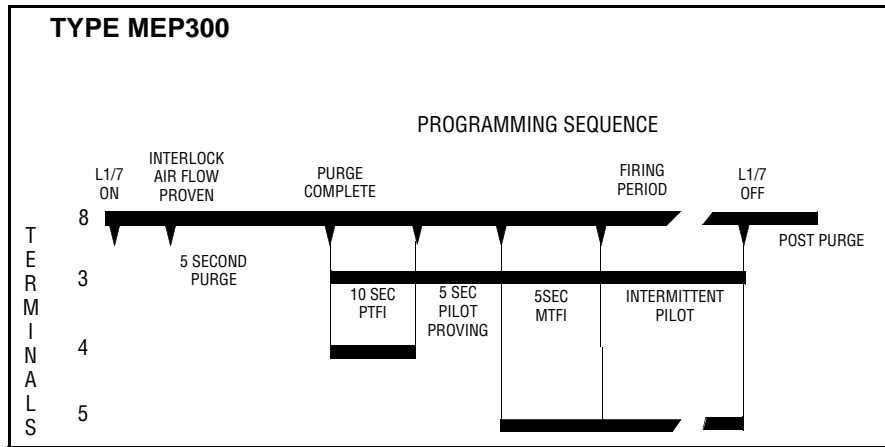 TYPE MEP300
PROGRAMMING SEQUENCE
L1/7
ON
INTERLOCK
AIR FLOW
PROVEN
PURGE
COMPLETE
FIRING
PERIOD
L1/7
OFF
8
POST PURGE
5 SECOND
PURGE
TERMINALS
3
10 SEC
PTFI
5 SEC
PILOT
PROVING
5SEC
MTFI
INTERMITTENT
PILOT
4
5